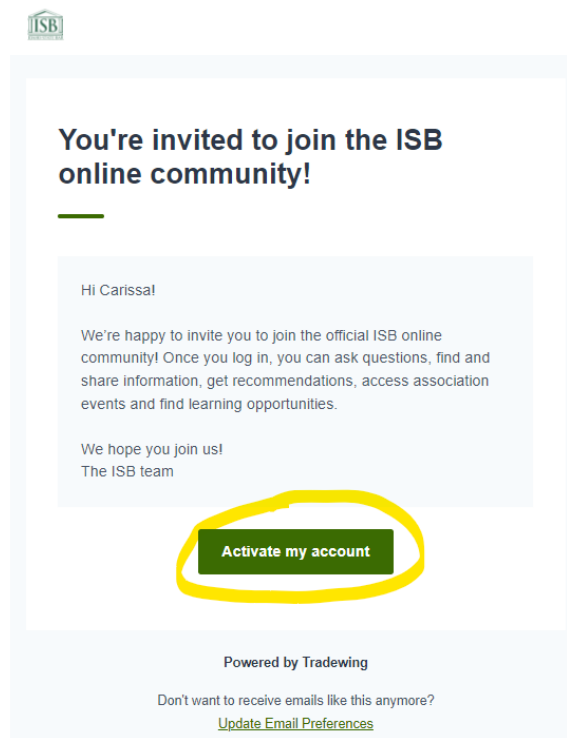 ISB
You're invited to join the ISB
online community!
Hi Carissa!
We're happy to invite you to join the official ISB online
community! Once you log in, you can ask questions, find and
share information, get recommendations, access association
events and find learning opportunities.
We hope you join us!
The ISB team
Activate my account
Powered by Tradewing
Don't want to receive emails like this anymore?
Update Email Preferences